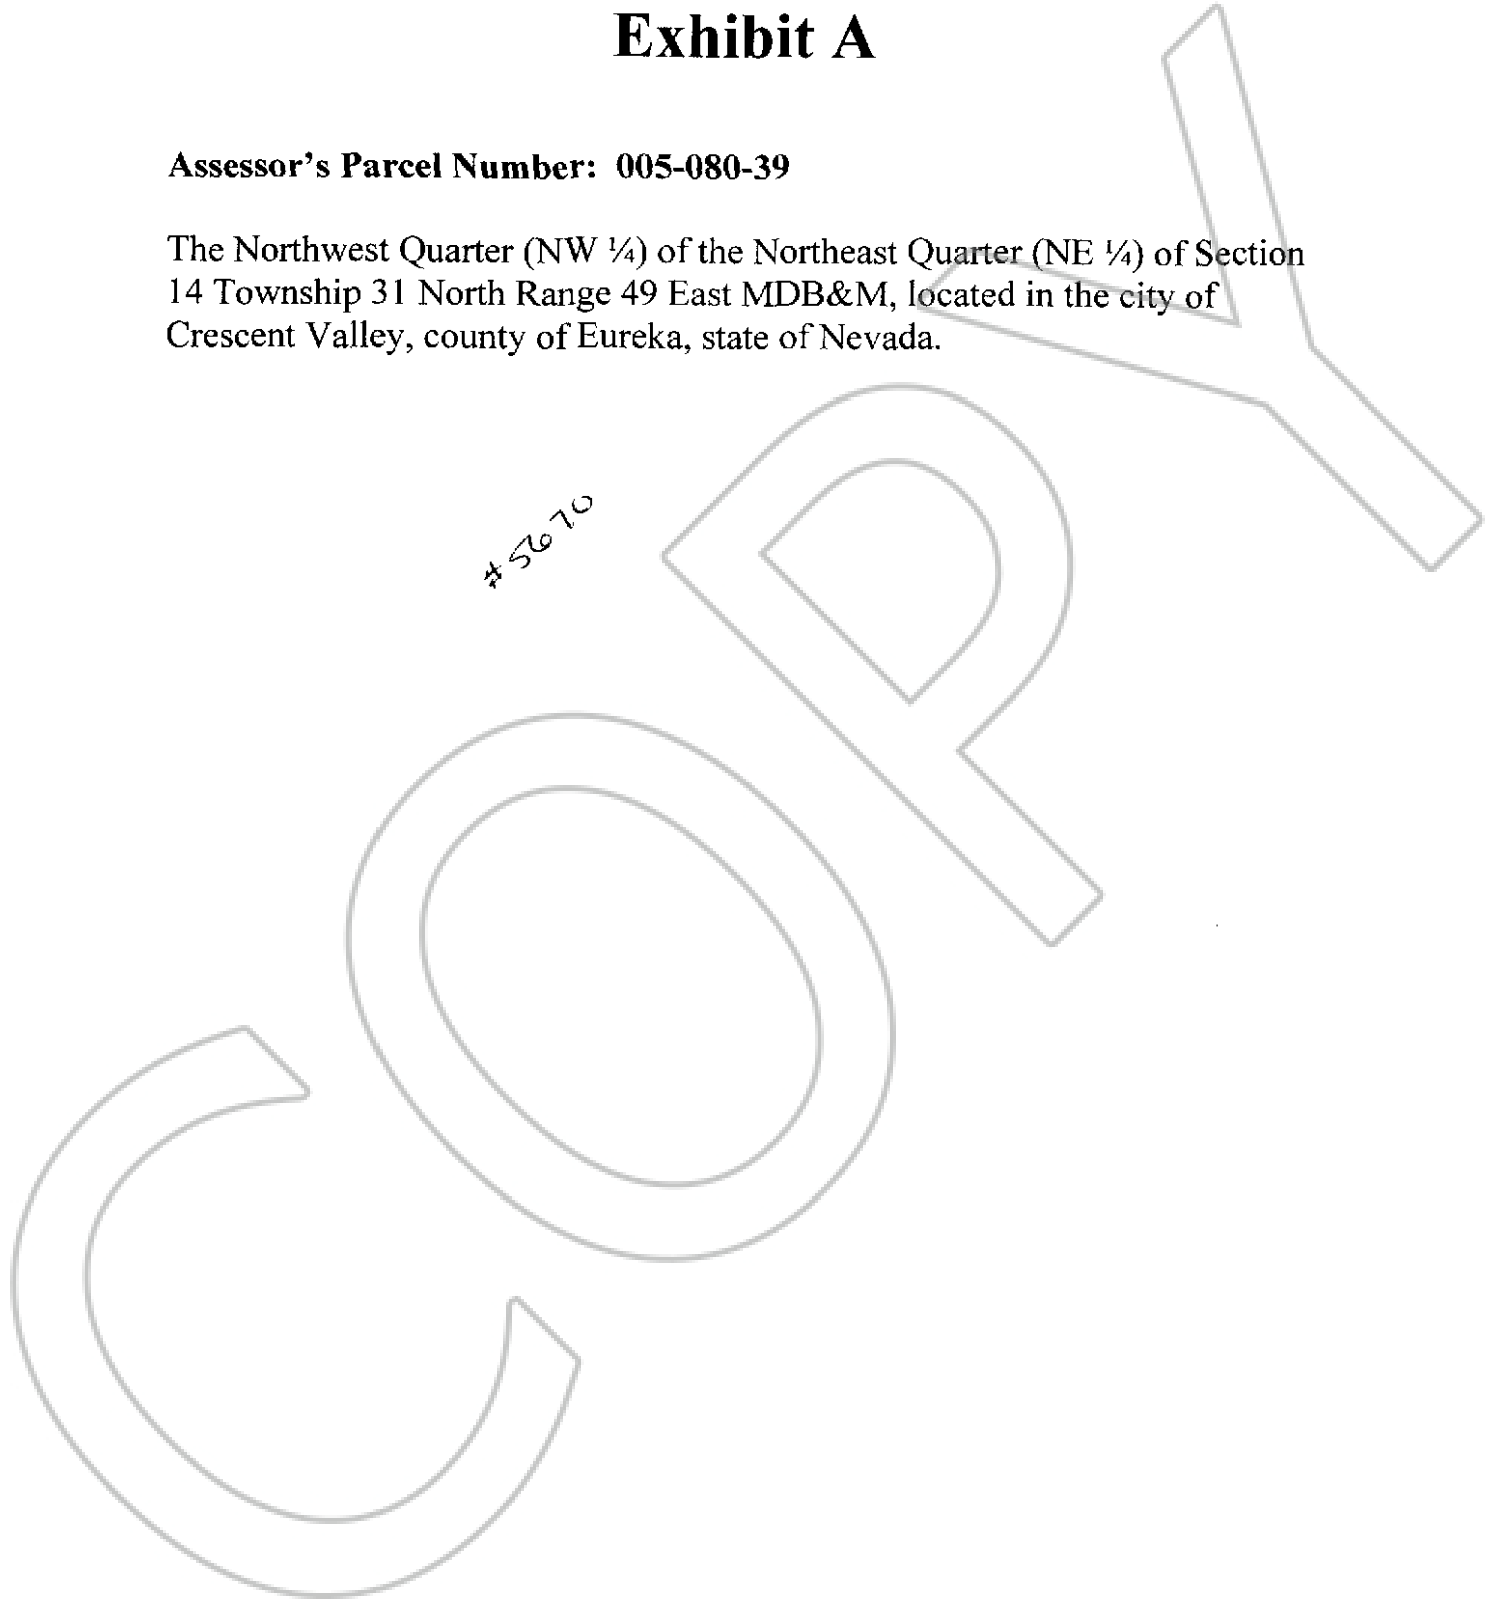 Exhibit A
Assessor's Parcel Number: 005-080-39
The Northwest Quarter (NW ¼) of the Northeast Quarter (NE ¼) of Section
14 Township 31 North Range 49 East MDB&M, located in the city of
Crescent Valley, county of Eureka, state of Nevada.
#5670
COPY